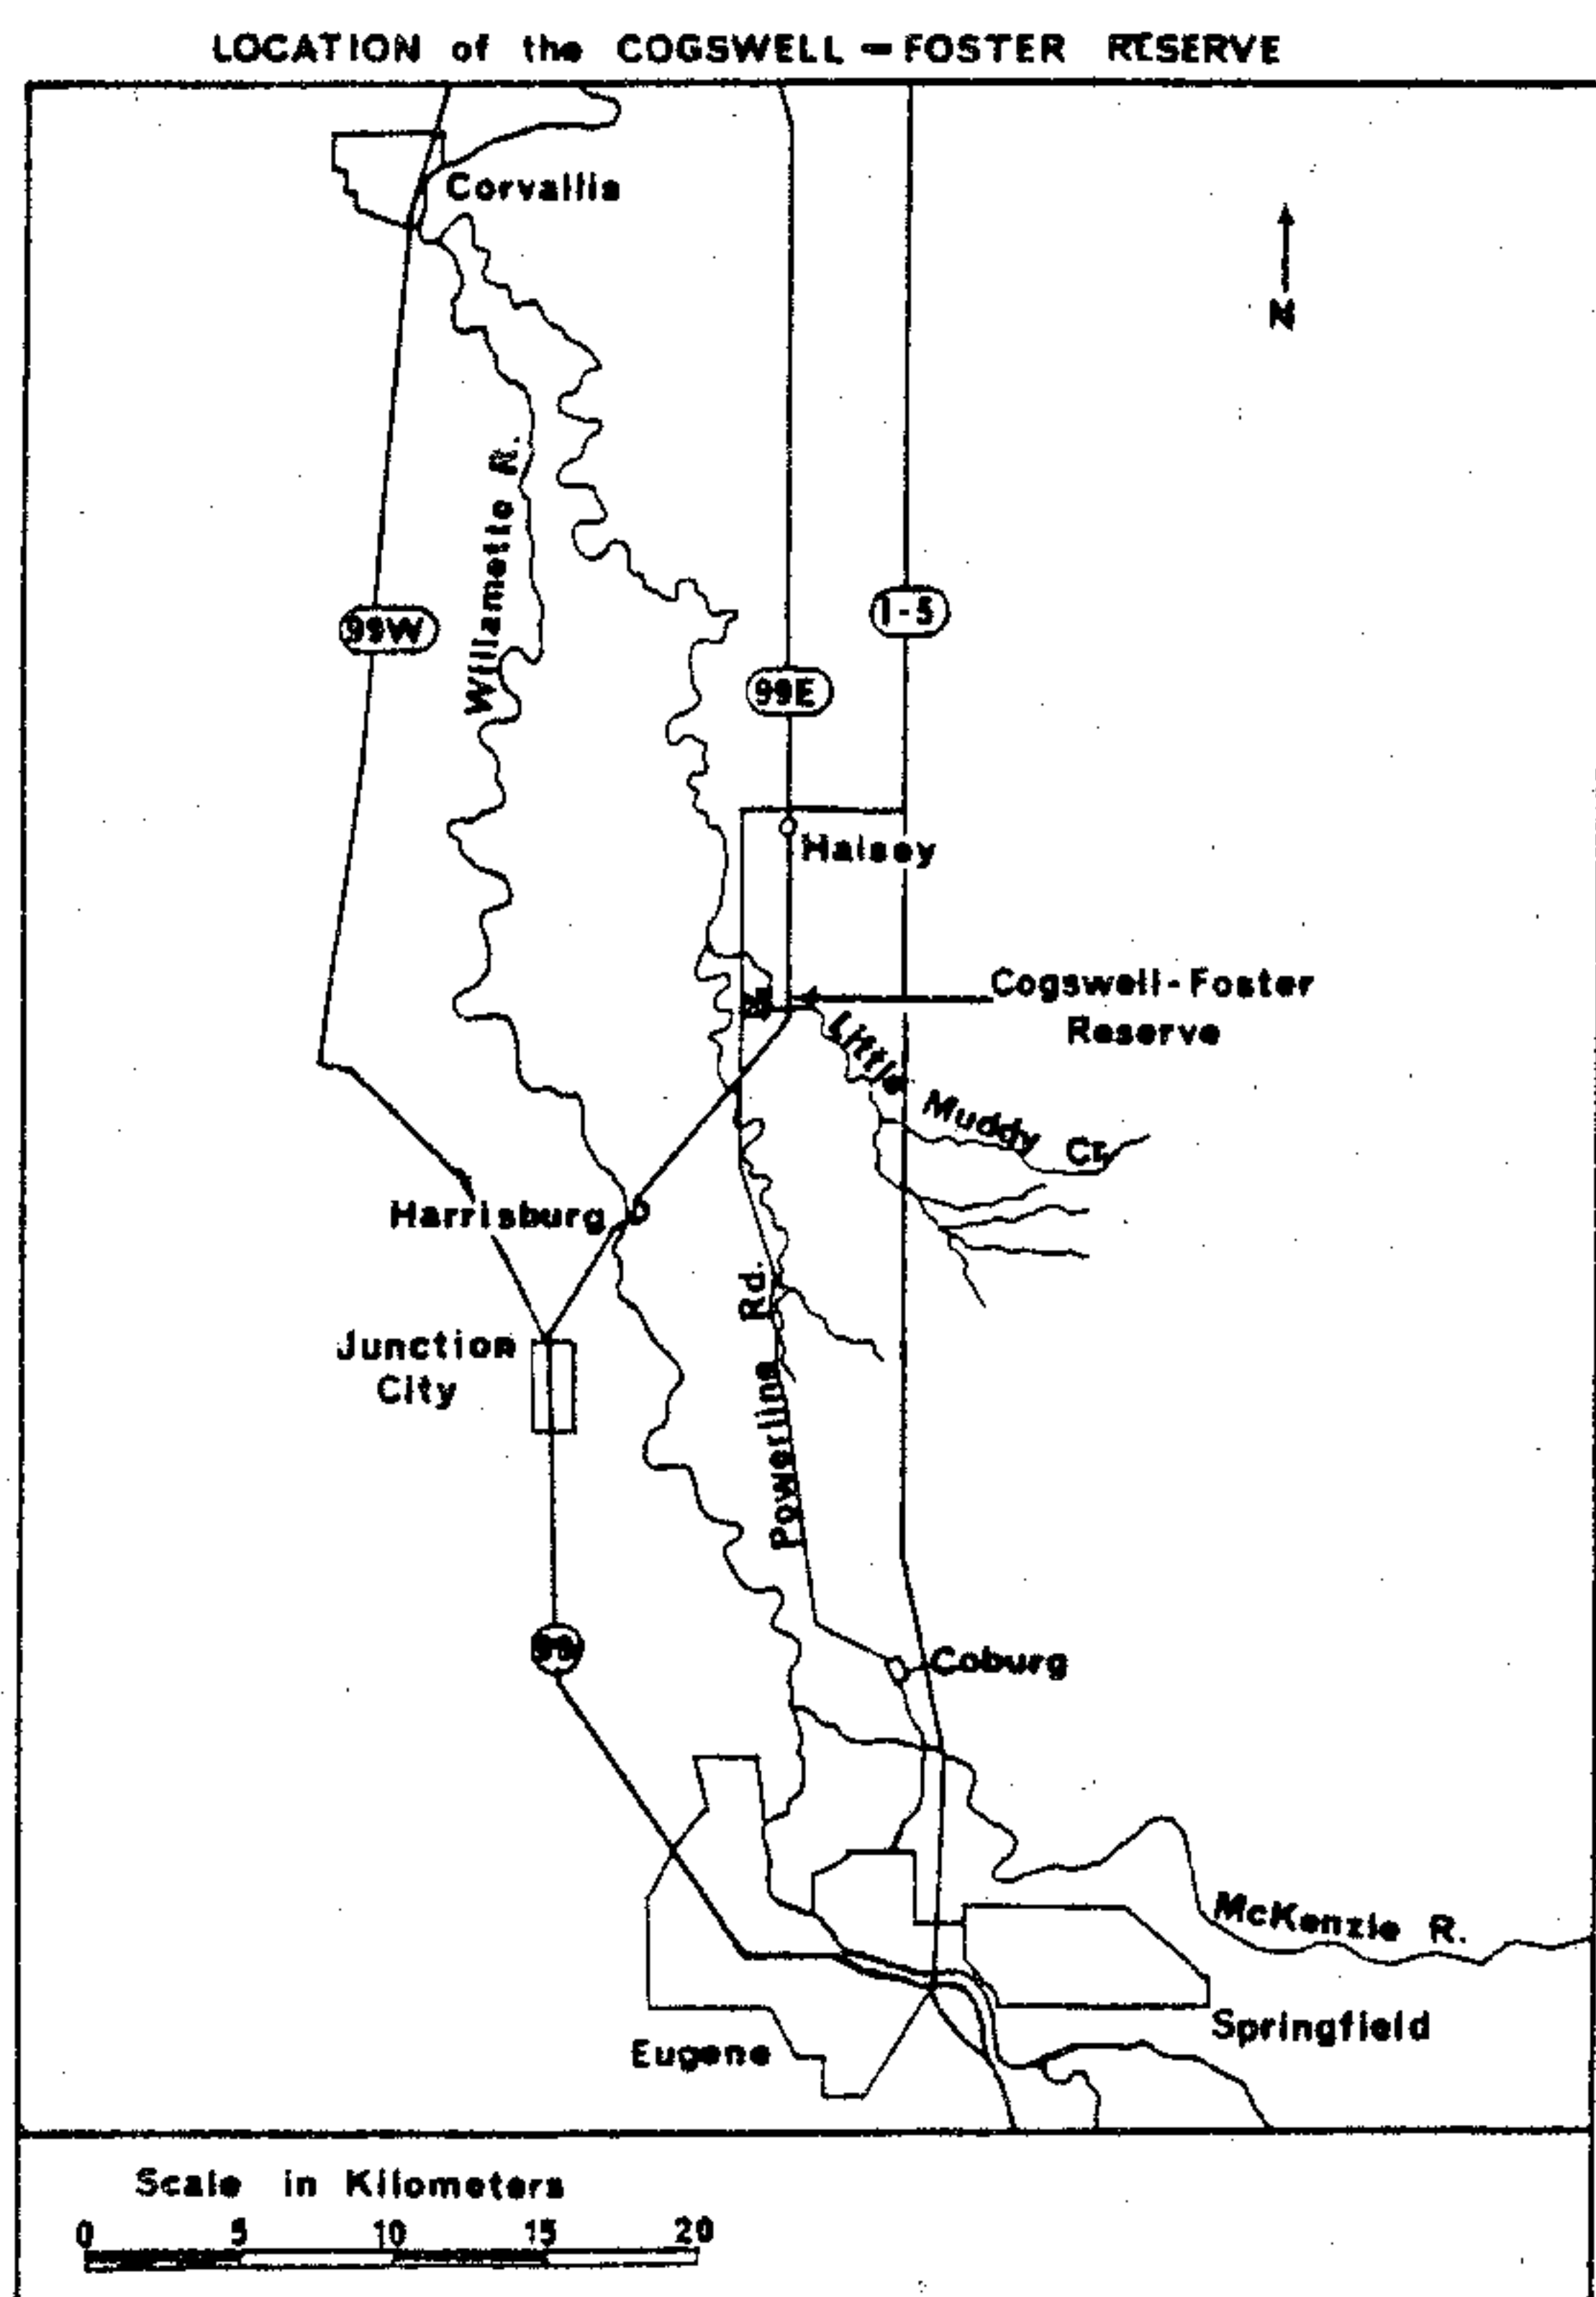 LOCATION of the COGSWELL - FOSTER RESERVE
Corvallis
N
Willamette R.
99W
I-5
99E
Halsey
Cogswell-Foster
Reserve
Little Muddy Cr.
Harrisburg
Powerline Rd.
Junction
City
99
Coburg
McKenzie R.
Springfield
Eugene
Scale in Kilometers
0 5 10 15 20